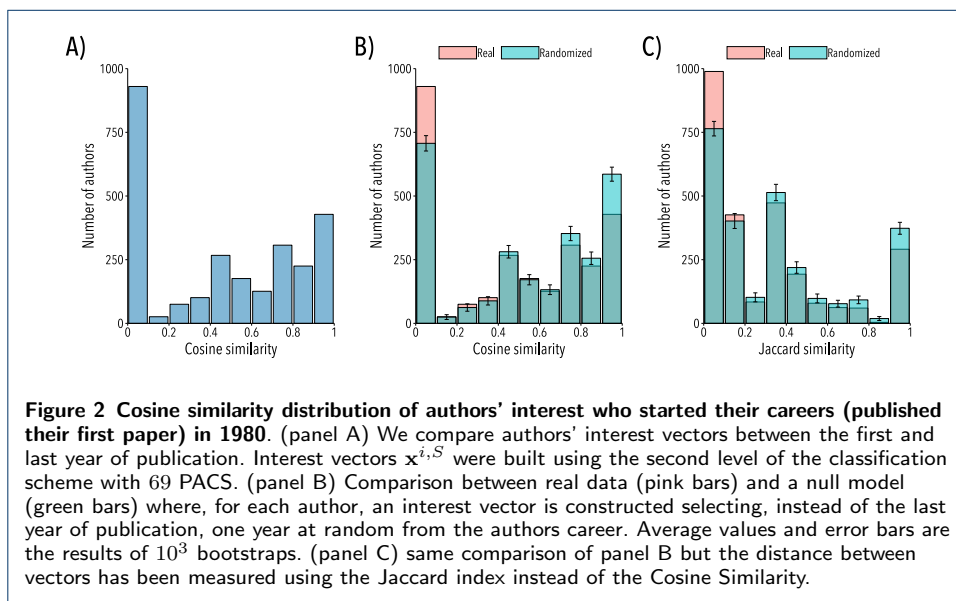 A)
B)
C)
Real
Randomized
Real
Randomized
1000
750
500
250
0
Number of authors
0
0.2
0.4
0.6
0.8
1
Cosine similarity
1000
750
500
250
0
Number of authors
0
0.2
0.4
0.6
0.8
1
Cosine similarity
1000
750
500
250
0
Number of authors
0
0.2
0.4
0.6
0.8
1
Jaccard similarity
Figure 2 Cosine similarity distribution of authors' interest who started their careers (published
their first paper) in 1980. (panel A) We compare authors' interest vectors between the first and
last year of publication. Interest vectors x^{i,S} were built using the second level of the classification
scheme with 69 PACS. (panel B) Comparison between real data (pink bars) and a null model
(green bars) where, for each author, an interest vector is constructed selecting, instead of the last
year of publication, one year at random from the authors career. Average values and error bars are
the results of 10³ bootstraps. (panel C) same comparison of panel B but the distance between
vectors has been measured using the Jaccard index instead of the Cosine Similarity.